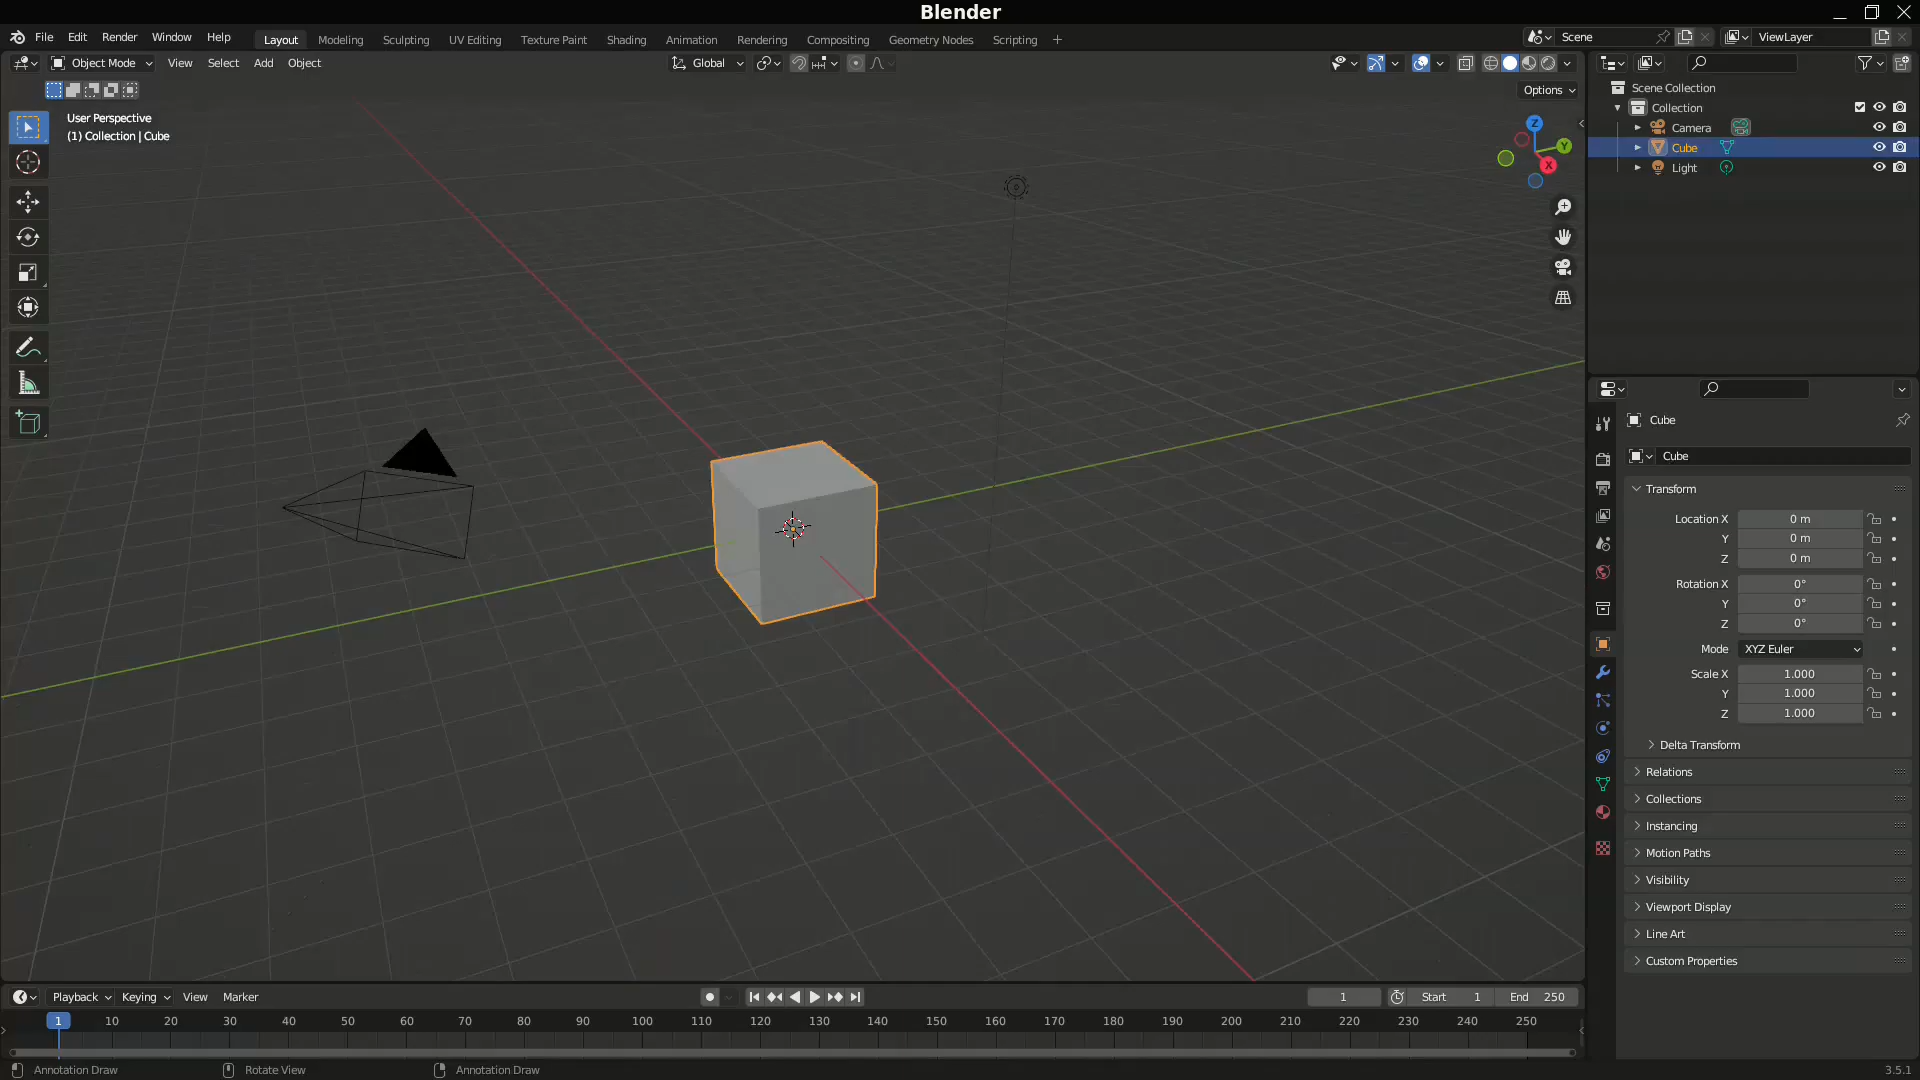 Blender
File Edit Render Window Help Layout Modeling Sculpting UV Editing Texture Paint Shading Animation Rendering Compositing Geometry Nodes Scripting + Scene ViewLayer
Object Mode View Select Add Object Global
Options
User Perspective
(1) Collection | Cube
Z
Y
X
Scene Collection
Collection
Camera
Cube
Light
Cube
Cube
Transform
Location X 0 m
Y 0 m
Z 0 m
Rotation X 0°
Y 0°
Z 0°
Mode XYZ Euler
Scale X 1.000
Y 1.000
Z 1.000
Delta Transform
Relations
Collections
Instancing
Motion Paths
Visibility
Viewport Display
Line Art
Custom Properties
Playback Keying View Marker 1 Start 1 End 250
1 10 20 30 40 50 60 70 80 90 100 110 120 130 140 150 160 170 180 190 200 210 220 230 240 250
Annotation Draw Rotate View Annotation Draw 3.5.1